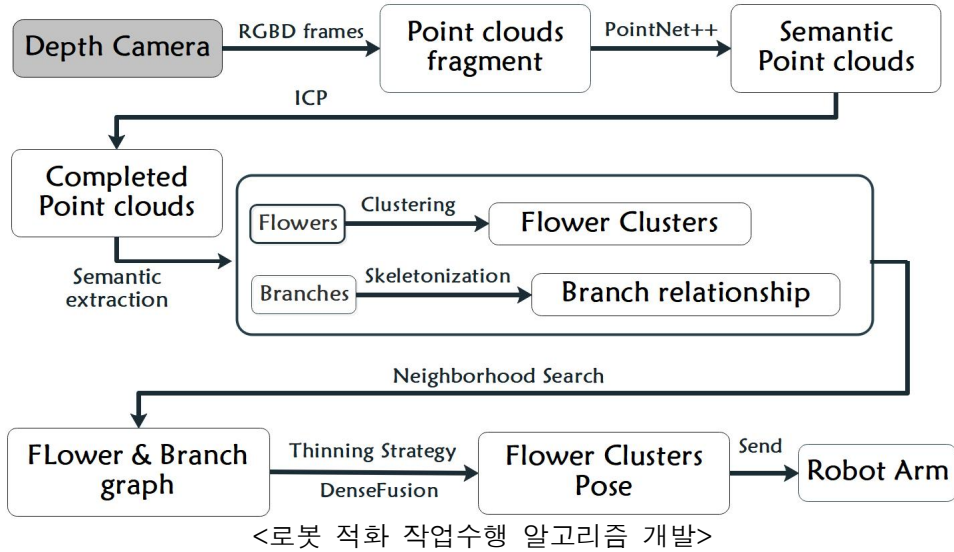 Depth Camera
RGBD frames
Point clouds
fragment
PointNet++
Semantic
Point clouds
ICP
Completed
Point clouds
Semantic
extraction
Flowers
Clustering
Flower Clusters
Branches
Skeletonization
Branch relationship
Neighborhood Search
FLower & Branch
graph
Thinning Strategy
DenseFusion
Flower Clusters
Pose
Send
Robot Arm
<로봇 적화 작업수행 알고리즘 개발>